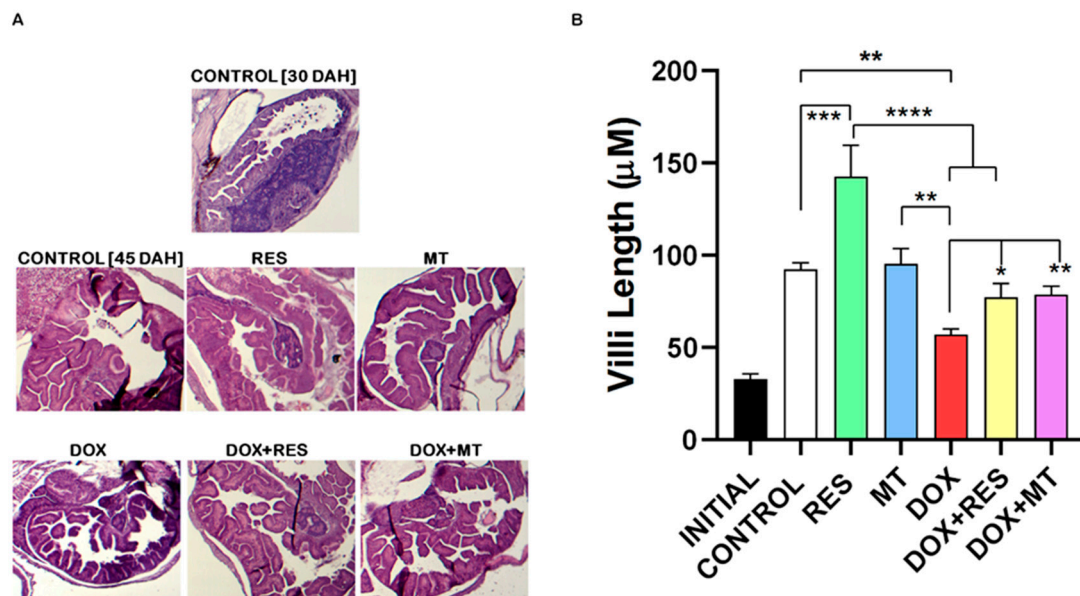 A
CONTROL [30 DAH]
CONTROL [45 DAH]
RES
MT
DOX
DOX+RES
DOX+MT
B
Villi Length (μM)
200
150
100
50
0
**
***
****
**
*
**
INITIAL
CONTROL
RES
MT
DOX
DOX+RES
DOX+MT